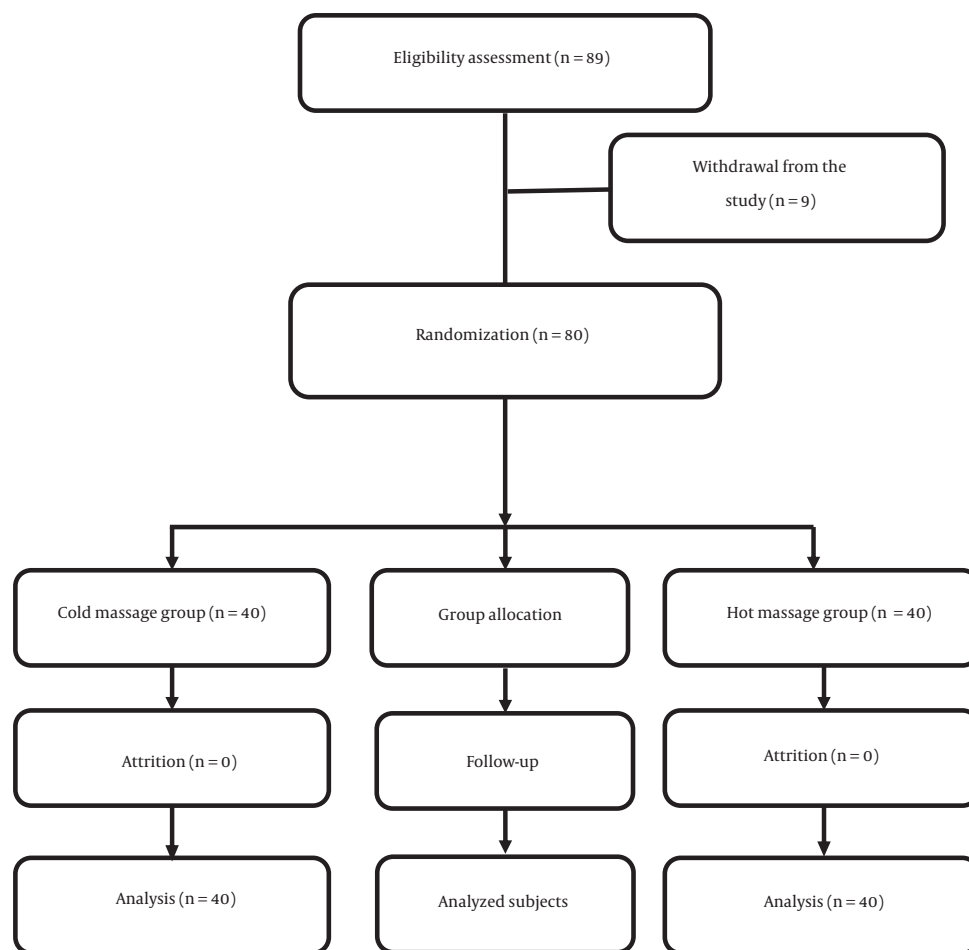 Eligibility assessment (n = 89)
Withdrawal from the
study (n = 9)
Randomization (n = 80)
Cold massage group (n = 40)
Group allocation
Hot massage group (n = 40)
Attrition (n = 0)
Follow-up
Attrition (n = 0)
Analysis (n = 40)
Analyzed subjects
Analysis (n = 40)